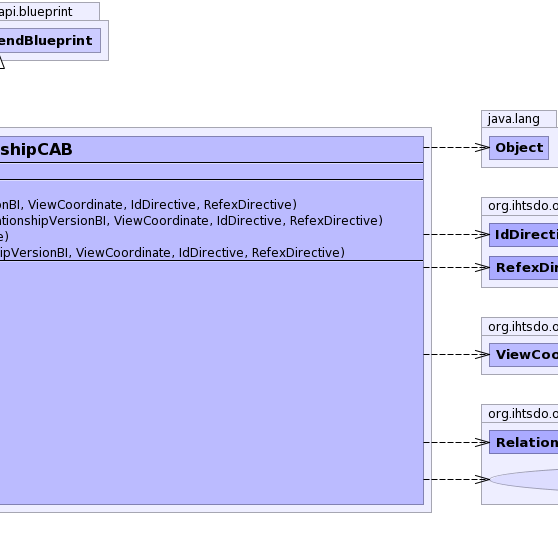 api.blueprint
endBlueprint
java.lang
Object
shipCAB
onBI, ViewCoordinate, IdDirective, RefexDirective)
ationshipVersionBI, ViewCoordinate, IdDirective, RefexDirective)
e)
ipVersionBI, ViewCoordinate, IdDirective, RefexDirective)
org.ihtsdo.o
IdDirecti
RefexDir
org.ihtsdo.o
ViewCoo
org.ihtsdo.o
Relation